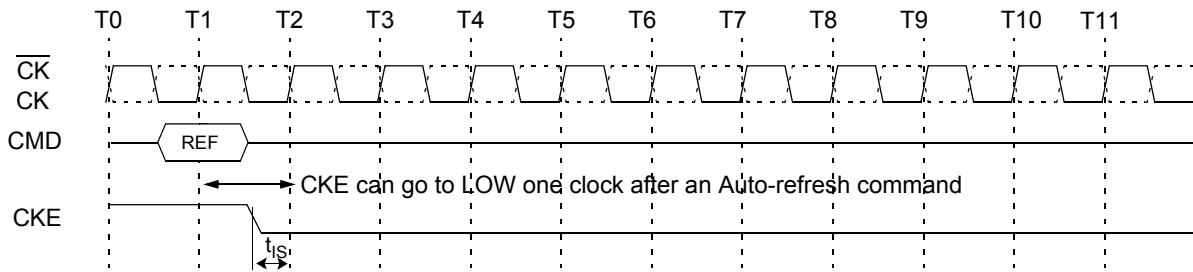 T0 T1 T2 T3 T4 T5 T6 T7 T8 T9 T10 T11
C̅K̅
CK
CMD REF
CKE can go to LOW one clock after an Auto-refresh command
CKE
tIS